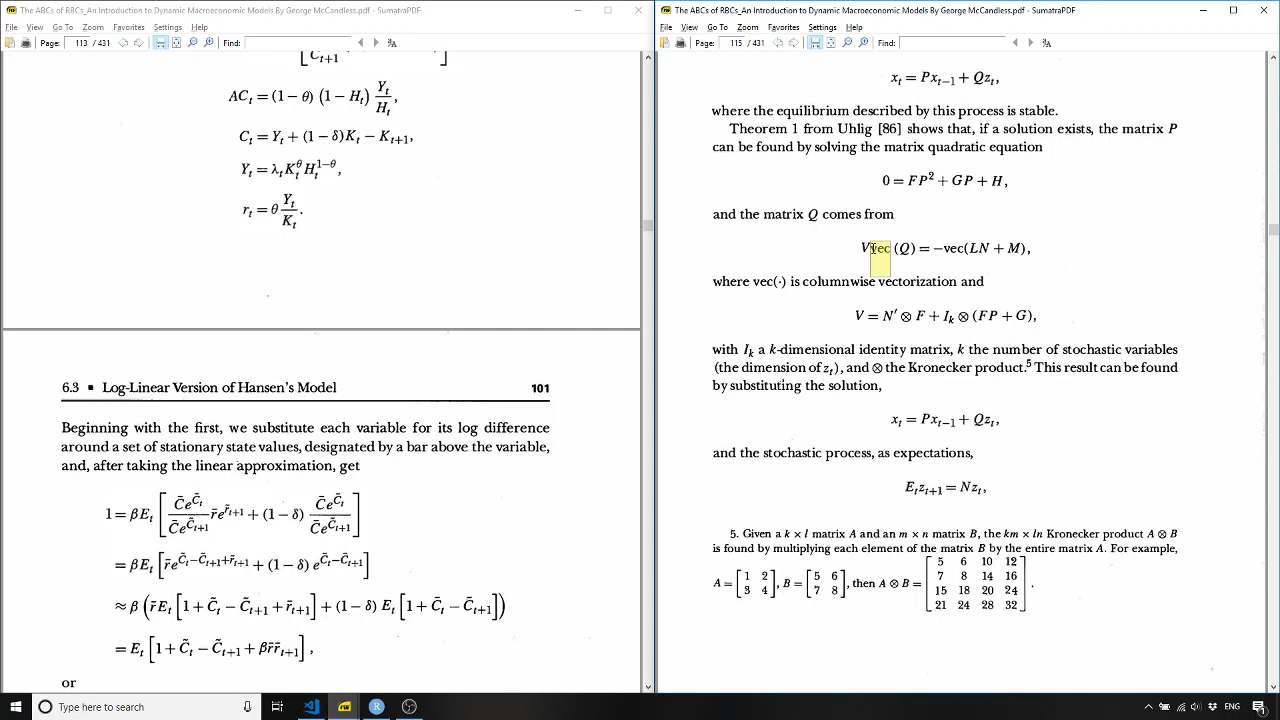 The ABCs of RBCs_An Introduction to Dynamic Macroeconomic Models By George McCandless.pdf - SumatraPDF
File View Go To Zoom Favorites Settings Help
Page: 113 / 431 Find:
C_{t+1}
AC_t = (1 − θ) (1 − H_t) Y_t/H_t,
C_t = Y_t + (1 − δ)K_t − K_{t+1},
Y_t = λ_t K_t^θ H_t^{1−θ},
r_t = θ Y_t/K_t.
6.3 ■ Log-Linear Version of Hansen's Model 101
Beginning with the first, we substitute each variable for its log difference
around a set of stationary state values, designated by a bar above the variable,
and, after taking the linear approximation, get
1 = βE_t [ C̄e^{C̃_t}/C̄e^{C̃_{t+1}} r̄e^{r̃_{t+1}} + (1 − δ) C̄e^{C̃_t}/C̄e^{C̃_{t+1}} ]
= βE_t [ r̄e^{C̃_t−C̃_{t+1}+r̃_{t+1}} + (1 − δ) e^{C̃_t−C̃_{t+1}} ]
≈ β ( r̄E_t [1 + C̃_t − C̃_{t+1} + r̃_{t+1}] + (1 − δ) E_t [1 + C̃_t − C̃_{t+1}] )
= E_t [1 + C̃_t − C̃_{t+1} + βr̄r̃_{t+1}],
or
The ABCs of RBCs_An Introduction to Dynamic Macroeconomic Models By George McCandless.pdf - SumatraPDF
File View Go To Zoom Favorites Settings Help
Page: 115 / 431 Find:
x_t = Px_{t−1} + Qz_t,
where the equilibrium described by this process is stable.
Theorem 1 from Uhlig [86] shows that, if a solution exists, the matrix P
can be found by solving the matrix quadratic equation
0 = FP² + GP + H,
and the matrix Q comes from
Vvec (Q) = −vec(LN + M),
where vec(·) is columnwise vectorization and
V = N′ ⊗ F + I_k ⊗ (FP + G),
with I_k a k-dimensional identity matrix, k the number of stochastic variables
(the dimension of z_t), and ⊗ the Kronecker product.⁵ This result can be found
by substituting the solution,
x_t = Px_{t−1} + Qz_t,
and the stochastic process, as expectations,
E_t z_{t+1} = Nz_t,
5. Given a k × l matrix A and an m × n matrix B, the km × ln Kronecker product A ⊗ B
is found by multiplying each element of the matrix B by the entire matrix A. For example,
A = [1 2; 3 4], B = [5 6; 7 8], then A ⊗ B = [5 6 10 12; 7 8 14 16; 15 18 20 24; 21 24 28 32].
Type here to search
ENG